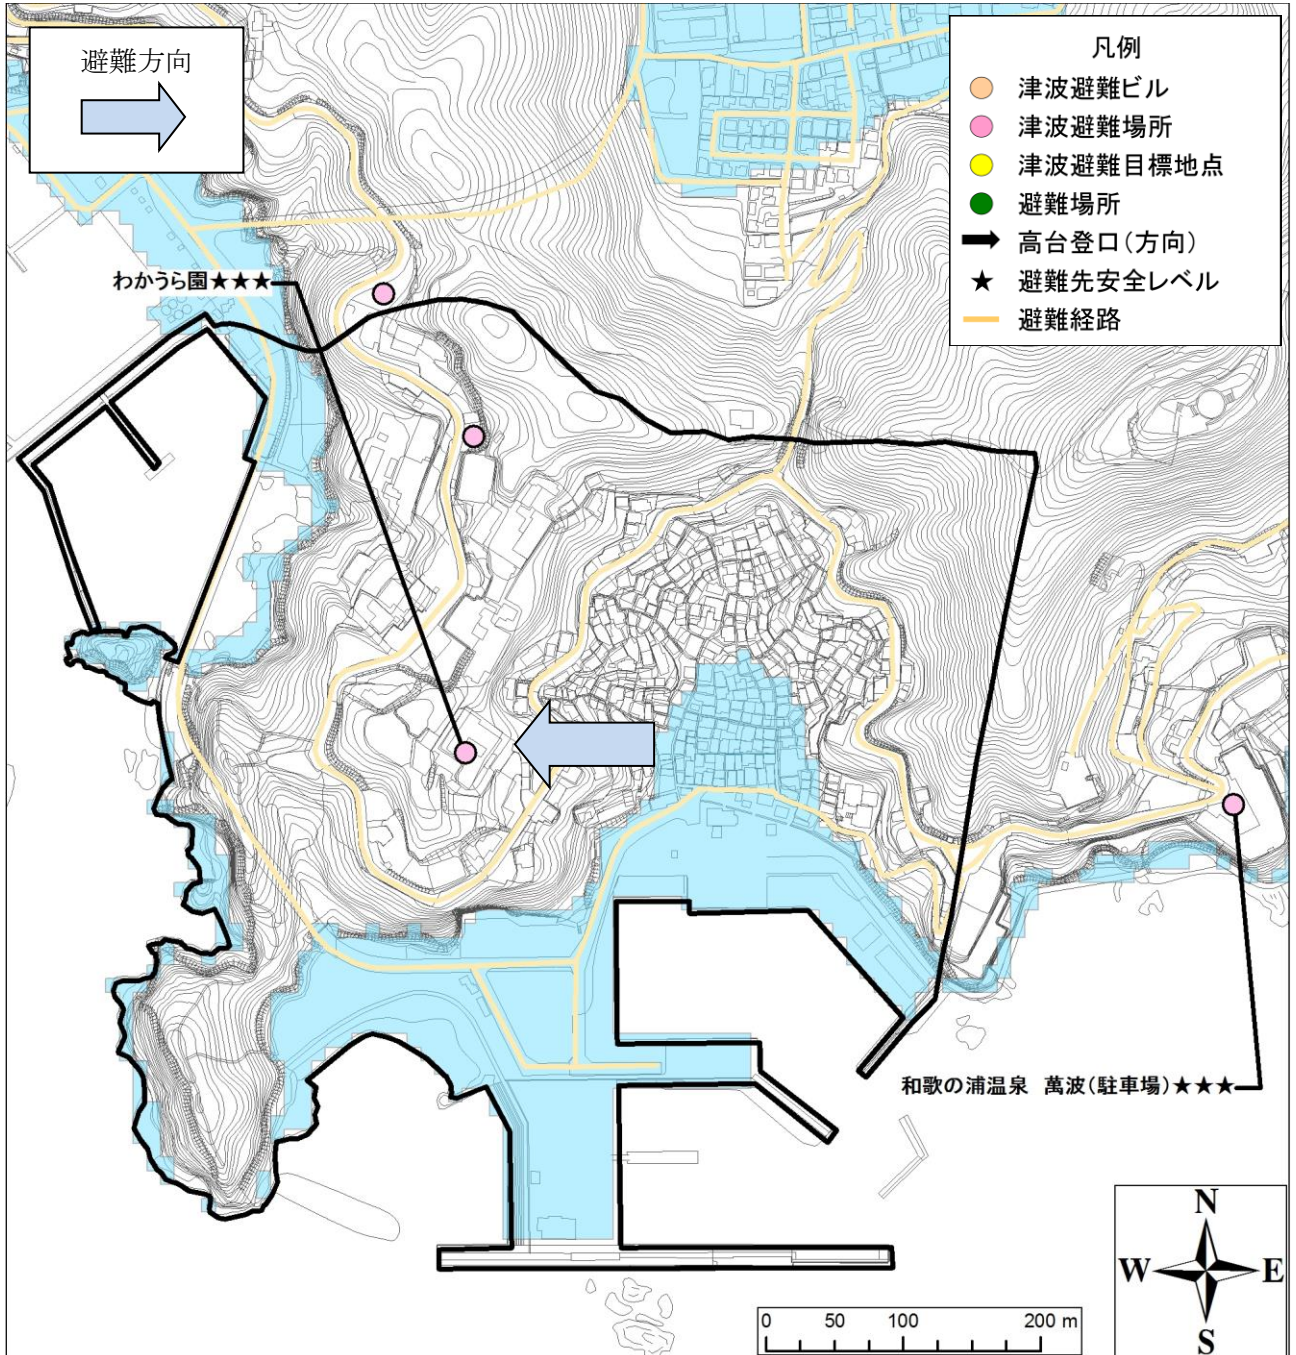 避難方向
凡例
津波避難ビル
津波避難場所
津波避難目標地点
避難場所
高台登口(方向)
★ 避難先安全レベル
避難経路
わかうら園★★★
和歌の浦温泉 萬波(駐車場)★★★
N
W E
S
0 50 100 200 m